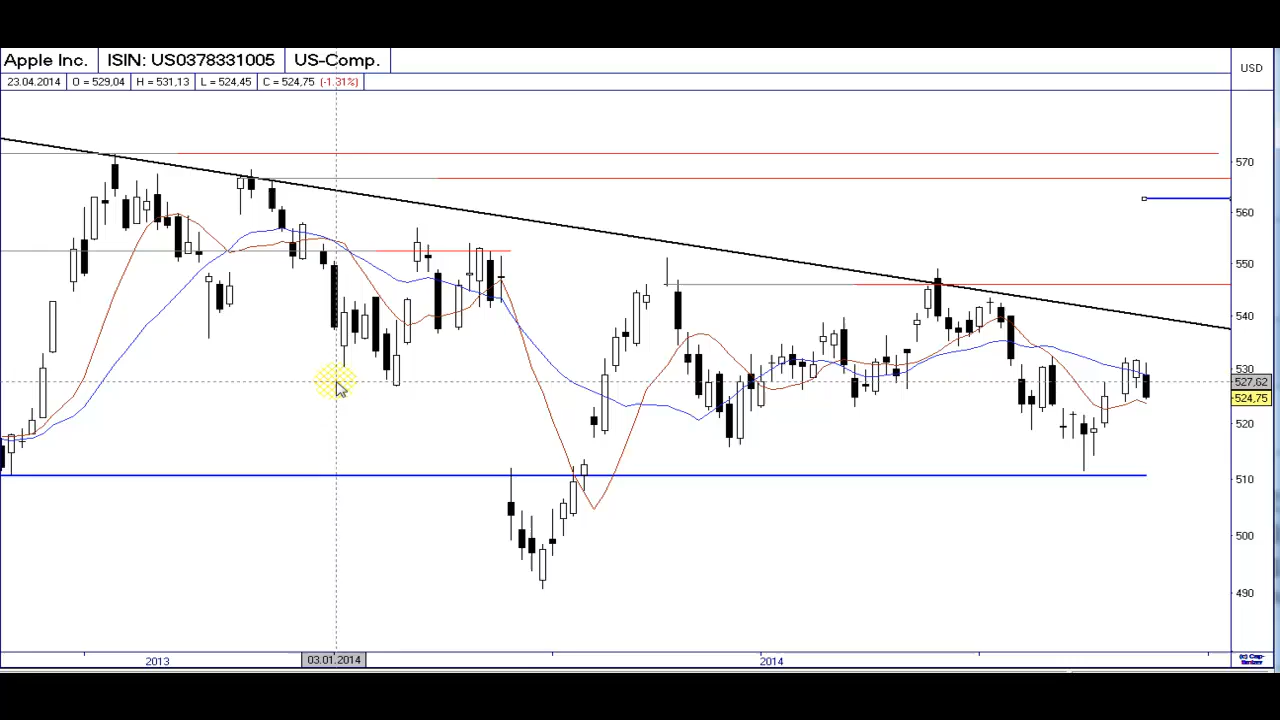 Apple Inc. ISIN: US0378331005 US-Comp.
USD
23.04.2014 O = 529,04 H = 531,13 L = 524,45 C = 524,75 (-1.31%)
570
560
550
540
530
527,62
524,75
520
510
500
490
2013 03.01.2014 2014